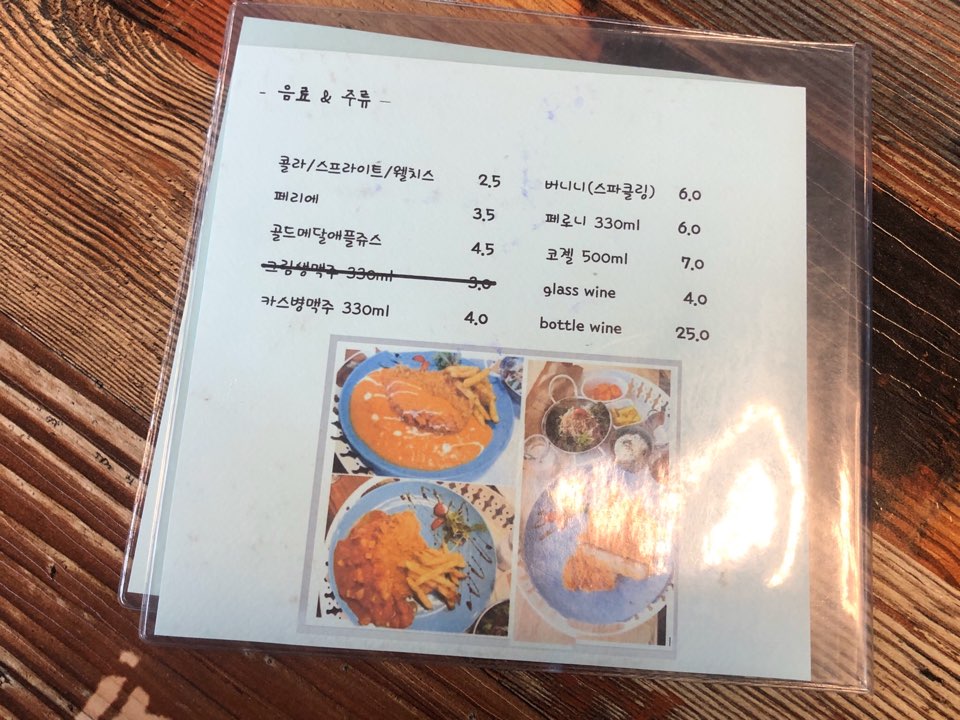 - 음료 & 주류 -
콜라/스프라이트/웰치스 2.5
페리에 3.5
골드메달애플쥬스 4.5
크림생맥주 330ml 3.0
카스병맥주 330ml 4.0
버니니(스파클링) 6.0
페로니 330ml 6.0
코젤 500ml 7.0
glass wine 4.0
bottle wine 25.0